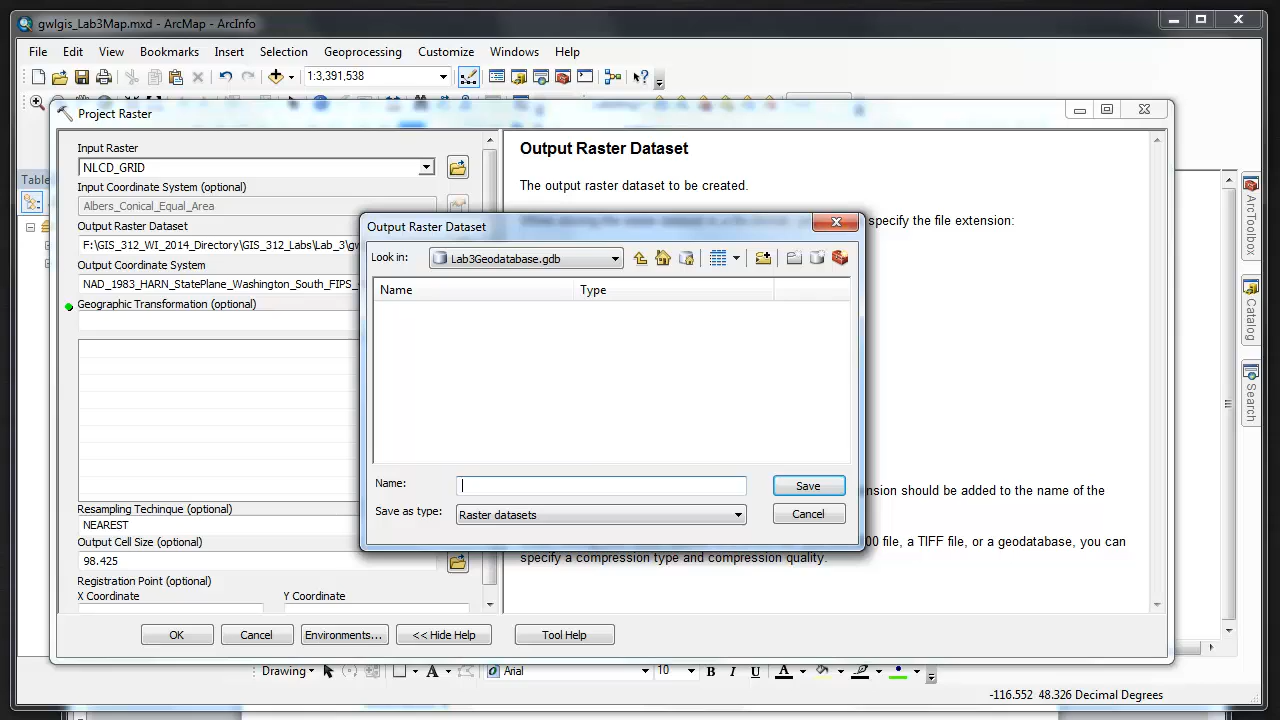 gwlgis_Lab3Map.mxd - ArcMap - ArcInfo
File Edit View Bookmarks Insert Selection Geoprocessing Customize Windows Help
1:3,391,538
Project Raster
Input Raster
NLCD_GRID
Input Coordinate System (optional)
Albers_Conical_Equal_Area
Output Raster Dataset
F:\GIS_312_WI_2014_Directory\GIS_312_Labs\Lab_3\gw
Output Coordinate System
NAD_1983_HARN_StatePlane_Washington_South_FIPS_
Geographic Transformation (optional)
Resampling Technique (optional)
NEAREST
Output Cell Size (optional)
98.425
Registration Point (optional)
X Coordinate Y Coordinate
OK Cancel Environments... << Hide Help Tool Help
Output Raster Dataset
The output raster dataset to be created.
specify the file extension:
nsion should be added to the name of the
00 file, a TIFF file, or a geodatabase, you can
specify a compression type and compression quality.
Output Raster Dataset
Look in: Lab3Geodatabase.gdb
Name Type
Name: Save
Save as type: Raster datasets Cancel
Table
ArcToolbox
Catalog
Search
Drawing Arial 10 B I U A
-116.552 48.326 Decimal Degrees